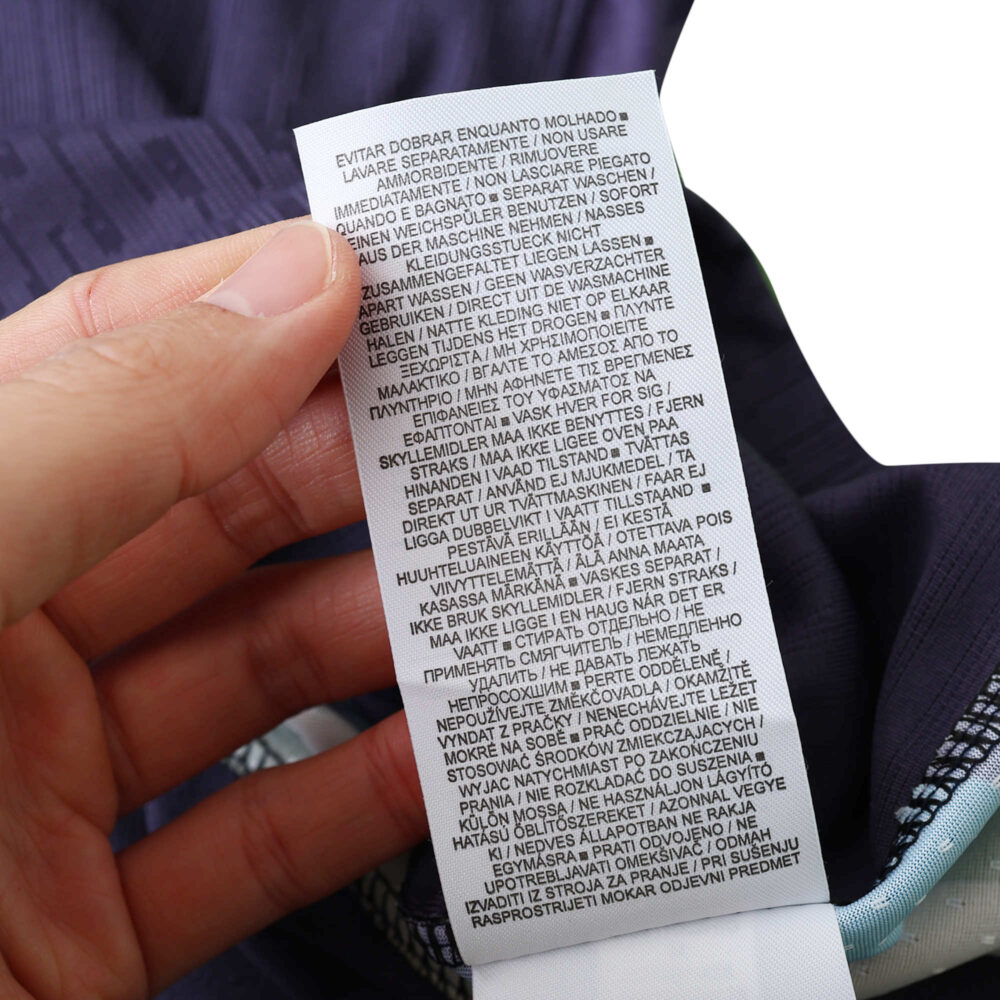 EVITAR DOBRAR ENQUANTO MOLHADO ■
LAVARE SEPARATAMENTE / NON USARE
AMMORBIDENTE / RIMUOVERE
IMMEDIATAMENTE / NON LASCIARE PIEGATO
QUANDO E BAGNATO ■ SEPARAT WASCHEN /
EINEN WEICHSPÜLER BENUTZEN / SOFORT
AUS DER MASCHINE NEHMEN / NASSES
KLEIDUNGSSTUECK NICHT
ZUSAMMENGEFALTET LIEGEN LASSEN ■
APART WASSEN / GEEN WASVERZACHTER
GEBRUIKEN / DIRECT UIT DE WASMACHINE
HALEN / NATTE KLEDING NIET OP ELKAAR
LEGGEN TIJDENS HET DROGEN ■ ΠΛΥΝΤΕ
ΞΕΧΩΡΙΣΤΑ / ΜΗ ΧΡΗΣΙΜΟΠΟΙΕΙΤΕ
ΜΑΛΑΚΤΙΚΟ / ΒΓΑΛΤΕ ΤΟ ΑΜΕΣΟΣ ΑΠΟ ΤΟ
ΠΛΥΝΤΗΡΙΟ / ΜΗΝ ΑΦΗΝΕΤΕ ΤΙΣ ΒΡΕΓΜΕΝΕΣ
ΕΠΙΦΑΝΕΙΕΣ ΤΟΥ ΥΦΑΣΜΑΤΟΣ ΝΑ
ΕΦΑΠΤΟΝΤΑΙ ■ VASK HVER FOR SIG /
SKYLLEMIDLER MAA IKKE BENYTTES / FJERN
STRAKS / MAA IKKE LIGEE OVEN PAA
HINANDEN I VAAD TILSTAND ■ TVÄTTAS
SEPARAT / ANVÄND EJ MJUKMEDEL / TA
DIREKT UT UR TVÄTTMASKINEN / FAAR EJ
LIGGA DUBBELVIKT I VAATT TILLSTAAND ■
PESTÄVÄ ERILLÄÄN / EI KESTÄ
HUUHTELUAINEEN KÄYTTÖÄ / OTETTAVA POIS
VIIVYTTELEMÄTTÄ / ÄLÄ ANNA MAATA
KASASSA MÄRKÄNÄ ■ VASKES SEPARAT /
IKKE BRUK SKYLLEMIDLER / FJERN STRAKS /
MAA IKKE LIGGE I EN HAUG NÅR DET ER
VAATT ■ СТИРАТЬ ОТДЕЛЬНО / НЕ
ПРИМЕНЯТЬ СМЯГЧИТЕЛЬ / НЕМЕДЛЕННО
УДАЛИТЬ / НЕ ДАВАТЬ ЛЕЖАТЬ
НЕПРОСОХШИМ ■ PERTE ODDĚLENĚ /
NEPOUŽÍVEJTE ZMĚKČOVADLA / OKAMŽITĚ
VYNDAT Z PRAČKY / NENECHÁVEJTE LEŽET
MOKRÉ NA SOBĚ ■ PRAĆ ODDZIELNIE / NIE
STOSOWAĆ ŚRODKÓW ZMIEKCZAJACYCH /
WYJAC NATYCHMIAST PO ZAKOŃCZENIU
PRANIA / NIE ROZKLADAĆ DO SUSZENIA ■
KÜLÖN MOSSA / NE HASZNÁLJON LÁGYÍTÓ
HATÁSÚ ÖBLÍTŐSZEREKET / AZONNAL VEGYE
KI / NEDVES ÁLLAPOTBAN NE RAKJA
EGYMÁSRA ■ PRATI ODVOJENO / NE
UPOTREBLJAVATI OMEKŠIVAČ / ODMAH
IZVADITI IZ STROJA ZA PRANJE / PRI SUŠENJU
RASPROSTRIJETI MOKAR ODJEVNI PREDMET